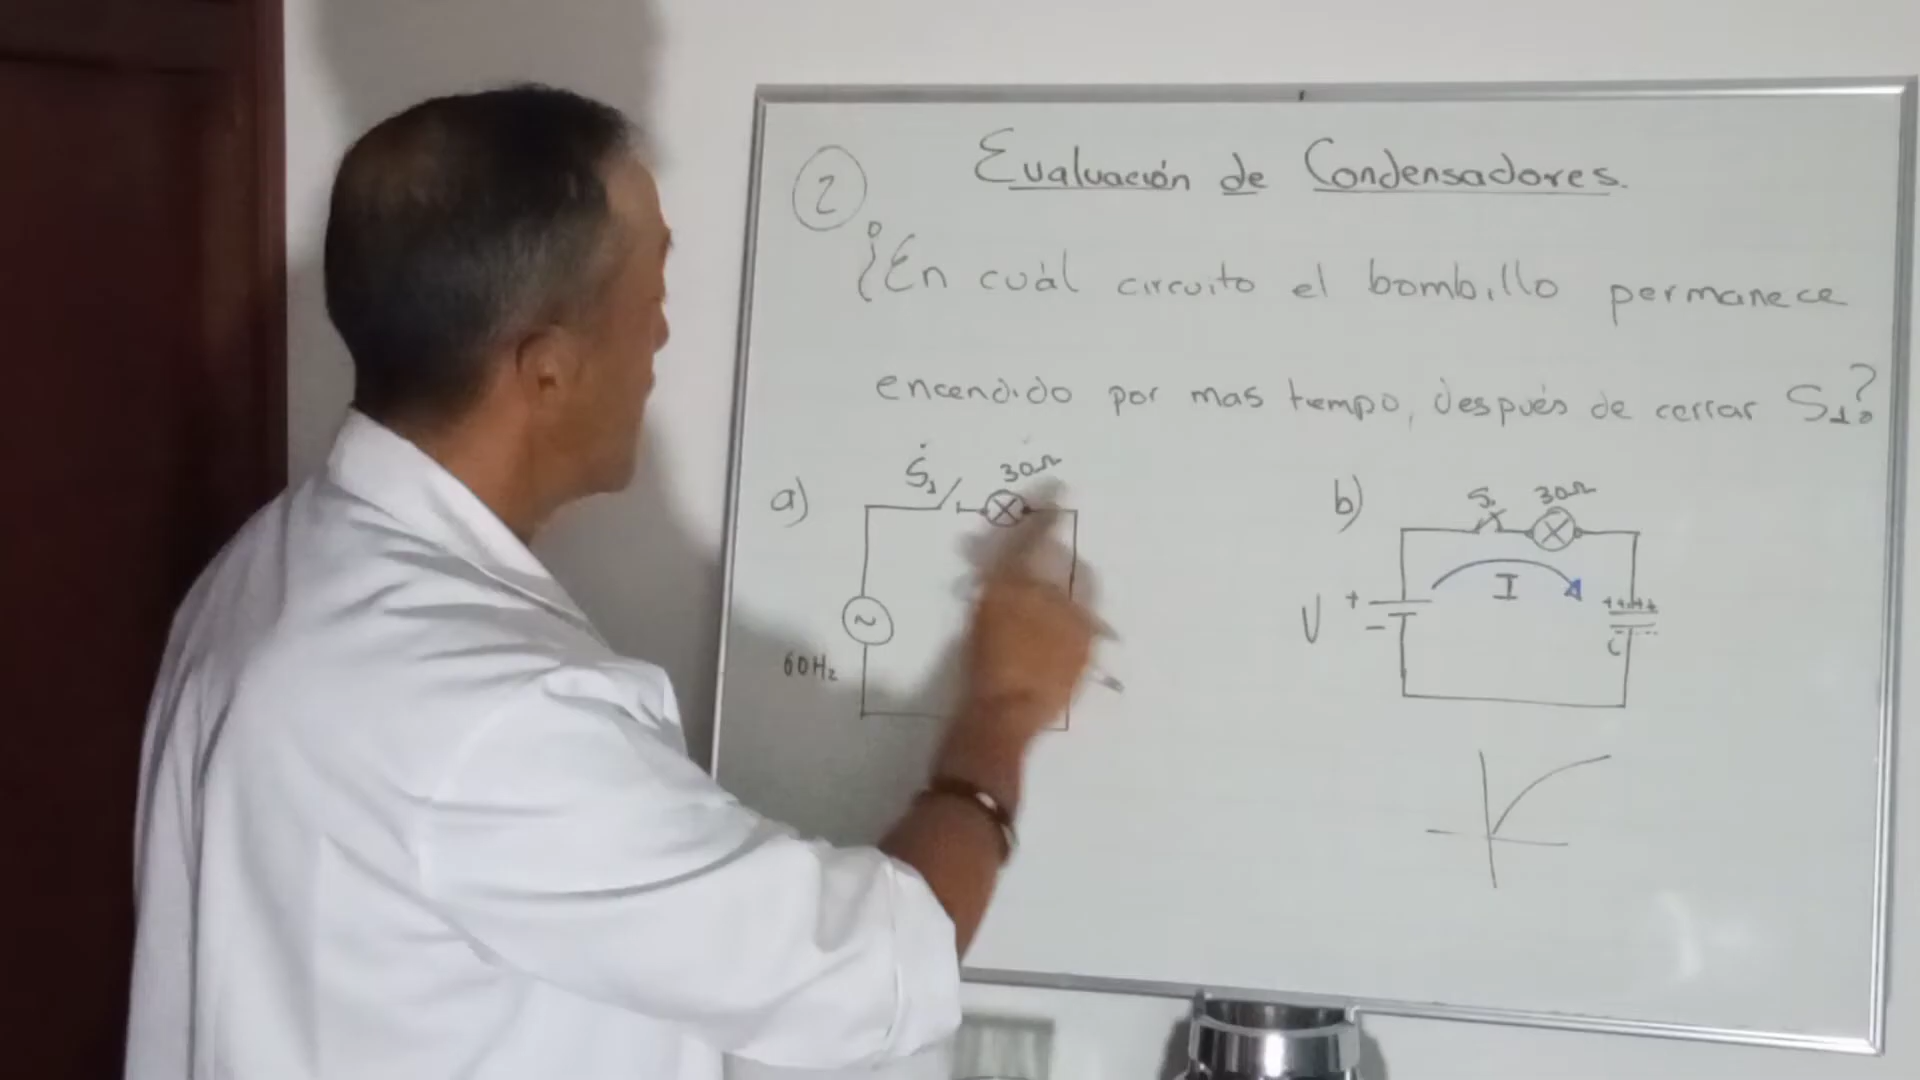 2
Evaluación de Condensadores.
¿En cuál circuito el bombillo permanece
encendido por mas tiempo, después de cerrar S₁?
a) S₁ 30Ω
60Hz
b) S₁ 30Ω
V + - I ++++ C